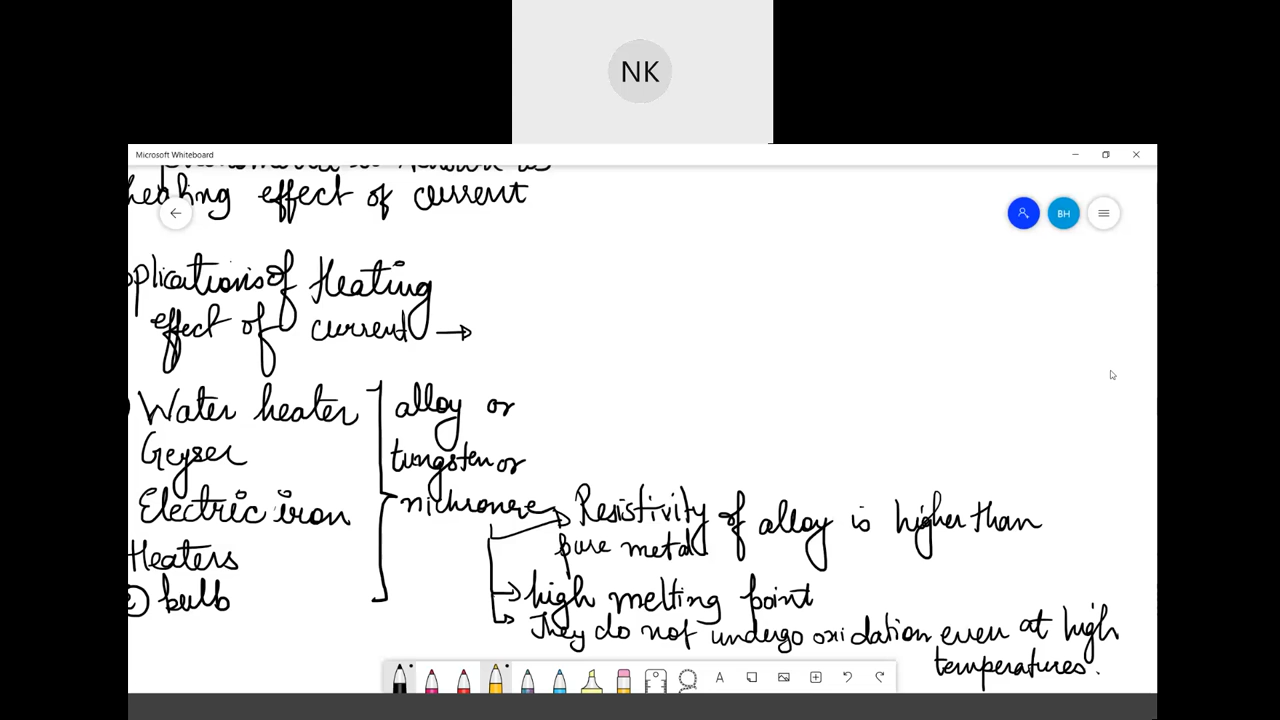 NK
Microsoft Whiteboard
heating effect of current
BH
plications of Heating
effect of current →
Water heater
alloy or
Geyser
tungsten or
Electric iron
nichrome
Resistivity of alloy is higher than
pure metal
Heaters
high melting point
bulb
They do not undergo oxidation even at high
temperatures.
A